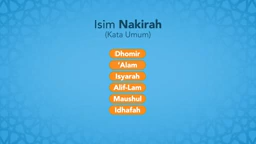 Isim Nakirah
(Kata Umum)
Dhomir
'Alam
Isyarah
Alif-Lam
Maushul
Idhafah